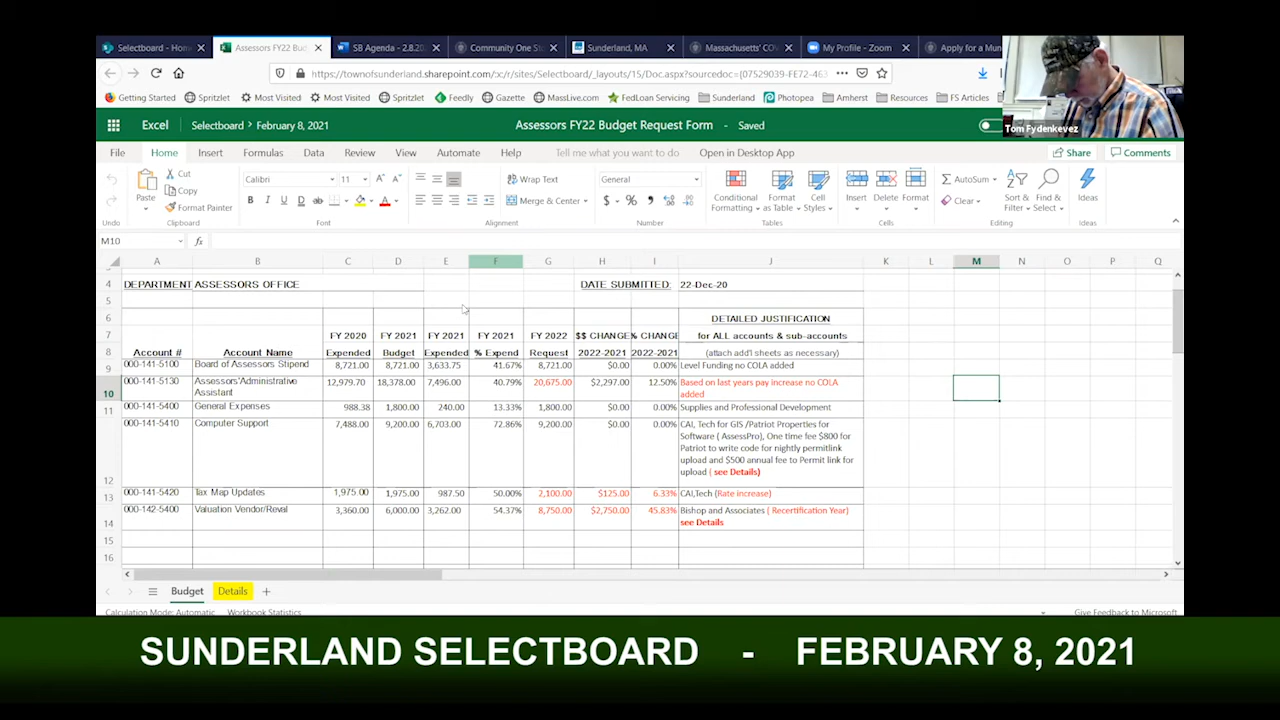 Selectboard - Hom
Assessors FY22 Bud
SB Agenda - 2.8.20
Community One St
Sunderland, MA
Massachusetts' COV
My Profile - Zoom
Apply for a Mun
https://townofsunderland.sharepoint.com/:x:/r/sites/Selectboard/_layouts/15/Doc.aspx?sourcedoc={07529039-FE72-463
Getting Started Spritzlet Most Visited Most Visited Spritzlet Feedly Gazette MassLive.com FedLoan Servicing Sunderland Photopea Amherst Resources FS Articles
Tom Fydenkevez
Excel Selectboard > February 8, 2021 Assessors FY22 Budget Request Form - Saved
File Home Insert Formulas Data Review View Automate Help Tell me what you want to do Open in Desktop App Share Comments
Cut
Copy
Format Painter
Paste
Calibri 11
Wrap Text
Merge & Center
General
Conditional Formatting
Format as Table
Cell Styles
Insert Delete Format
AutoSum
Clear
Sort & Filter
Find & Select
Ideas
Undo Clipboard Font Alignment Number Tables Cells Editing Ideas
M10 fx
A B C D E F G H I J K L M N O P Q
4 DEPARTMENT ASSESSORS OFFICE DATE SUBMITTED: 22-Dec-20
5
6 DETAILED JUSTIFICATION
7 FY 2020 FY 2021 FY 2021 FY 2021 FY 2022 $$ CHANGE % CHANGE for ALL accounts & sub-accounts
8 Account # Account Name Expended Budget Expended % Expend Request 2022-2021 2022-2021 (attach add'l sheets as necessary)
9 000-141-5100 Board of Assessors Stipend 8,721.00 8,721.00 3,633.75 41.67% 8,721.00 $0.00 0.00% Level Funding no COLA added
10 000-141-5130 Assessors'Administrative Assistant 12,979.70 18,378.00 7,496.00 40.79% 20,675.00 $2,297.00 12.50% Based on last years pay increase no COLA added
11 000-141-5400 General Expenses 988.38 1,800.00 240.00 13.33% 1,800.00 $0.00 0.00% Supplies and Professional Development
12 000-141-5410 Computer Support 7,488.00 9,200.00 6,703.00 72.86% 9,200.00 $0.00 0.00% CAI, Tech for GIS /Patriot Properties for
Software ( AssessPro), One time fee $800 for
Patriot to write code for nightly permitlink
upload and $500 annual fee to Permit link for
upload ( see Details)
13 000-141-5420 Tax Map Updates 1,975.00 1,975.00 987.50 50.00% 2,100.00 $125.00 6.33% CAI,Tech (Rate increase)
14 000-142-5400 Valuation Vendor/Reval 3,360.00 6,000.00 3,262.00 54.37% 8,750.00 $2,750.00 45.83% Bishop and Associates ( Recertification Year)
see Details
15
16
Budget Details
Calculation Mode: Automatic Workbook Statistics Give Feedback to Microsoft
SUNDERLAND SELECTBOARD - FEBRUARY 8, 2021